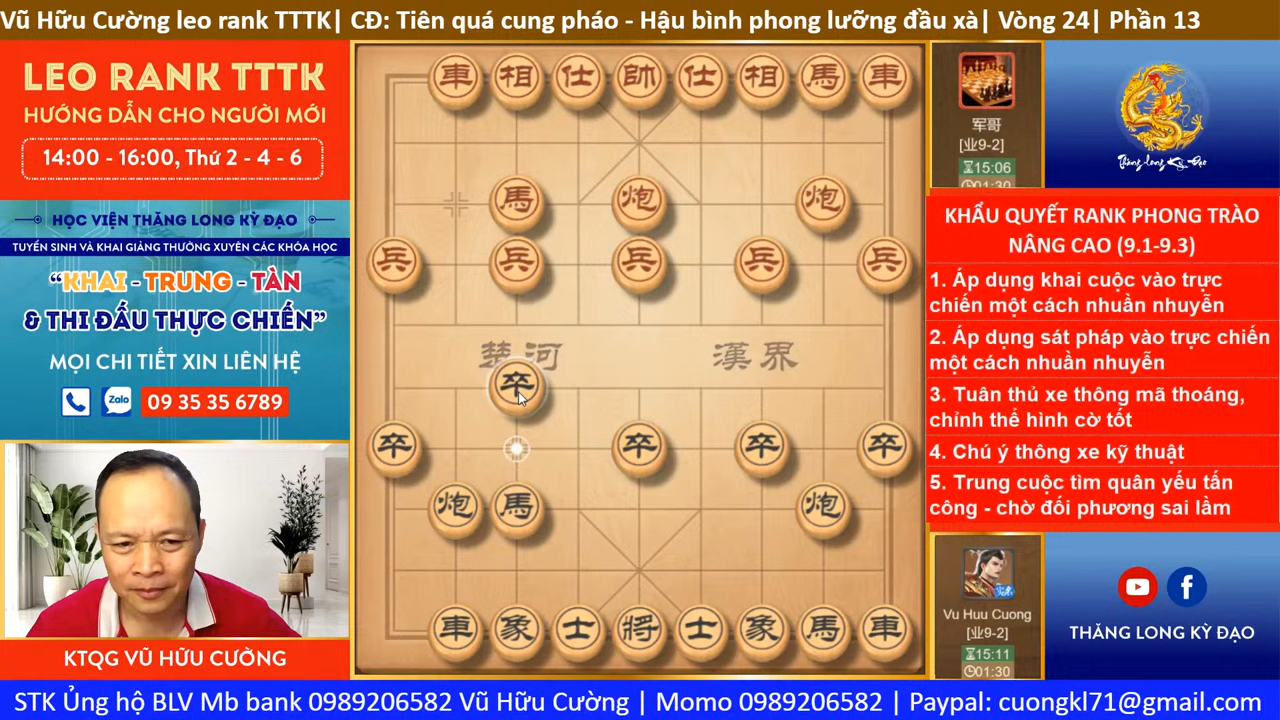 Vũ Hữu Cường leo rank TTTK| CĐ: Tiên quá cung pháo - Hậu bình phong lưỡng đầu xà| Vòng 24| Phần 13
LEO RANK TTTK
HƯỚNG DẪN CHO NGƯỜI MỚI
14:00 - 16:00, Thứ 2 - 4 - 6
HỌC VIỆN THĂNG LONG KỲ ĐẠO
TUYỂN SINH VÀ KHAI GIẢNG THƯỜNG XUYÊN CÁC KHÓA HỌC
“KHAI - TRUNG - TÀN
& THI ĐẤU THỰC CHIẾN”
MỌI CHI TIẾT XIN LIÊN HỆ
Zalo
09 35 35 6789
KTQG VŨ HỮU CƯỜNG
車 相 仕 帥 仕 相 馬 車
馬 炮 炮
兵 兵 兵 兵 兵
楚河 漢界
卒
卒 卒 卒 卒
炮 馬 炮
車 象 士 将 士 象 馬 車
军哥
[业9-2]
15:06
01:30
Thăng Long Kỳ Đạo
KHẨU QUYẾT RANK PHONG TRÀO
NÂNG CAO (9.1-9.3)
1. Áp dụng khai cuộc vào trực
chiến một cách nhuần nhuyễn
2. Áp dụng sát pháp vào trực chiến
một cách nhuần nhuyễn
3. Tuân thủ xe thông mã thoáng,
chỉnh thể hình cờ tốt
4. Chú ý thông xe kỹ thuật
5. Trung cuộc tìm quân yếu tấn
công - chờ đối phương sai lầm
Vu Huu Cuong
[业9-2]
15:11
01:30
THĂNG LONG KỲ ĐẠO
STK Ủng hộ BLV Mb bank 0989206582 Vũ Hữu Cường | Momo 0989206582 | Paypal: cuongkl71@gmail.com